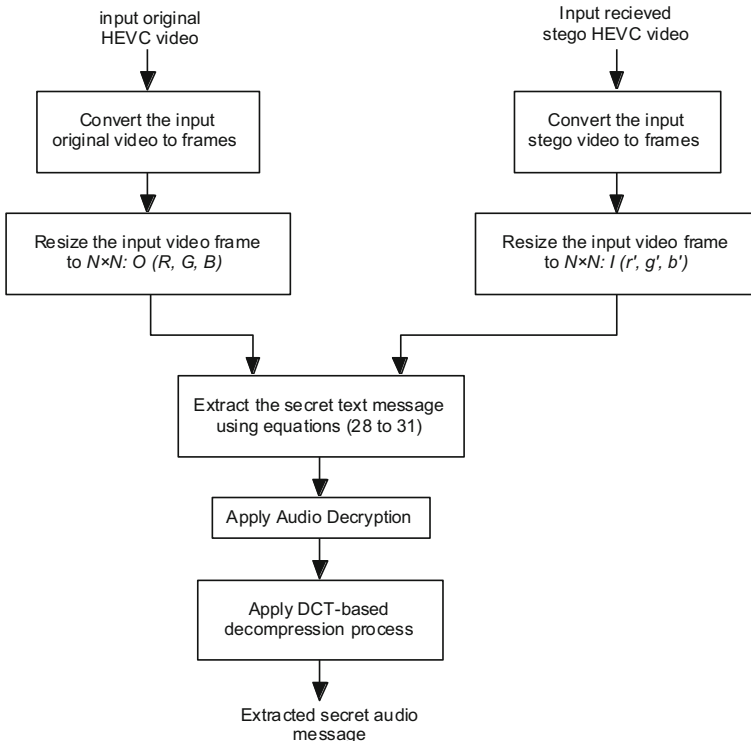 input original
HEVC video
Input recieved
stego HEVC video
Convert the input
original video to frames
Convert the input
stego video to frames
Resize the input video frame
to N×N: O (R, G, B)
Resize the input video frame
to N×N: I (r', g', b')
Extract the secret text message
using equations (28 to 31)
Apply Audio Decryption
Apply DCT-based
decompression process
Extracted secret audio
message